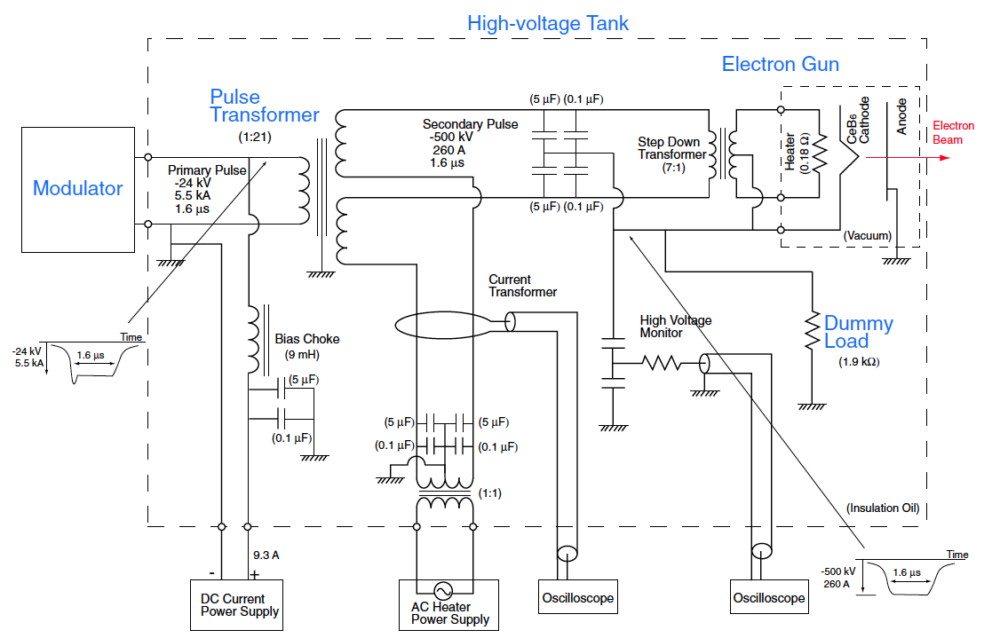 High-voltage Tank
Electron Gun
Pulse
Transformer
(1:21)
(5 µF) (0.1 µF)
Secondary Pulse
-500 kV
260 A
1.6 µs
Step Down
Transformer
(7:1)
Heater
(0.18 Ω)
CeB6
Cathode
Anode
Electron
Beam
Modulator
Primary Pulse
-24 kV
5.5 kA
1.6 µs
(5 µF) (0.1 µF)
(Vacuum)
Current
Transformer
High Voltage
Monitor
Dummy
Load
(1.9 kΩ)
Time
-24 kV
5.5 kA
1.6 µs
Bias Choke
(9 mH)
(5 µF)
(0.1 µF)
(5 µF)
(5 µF)
(0.1 µF)
(0.1 µF)
(1:1)
(Insulation Oil)
9.3 A
- +
DC Current
Power Supply
AC Heater
Power Supply
Oscilloscope
Oscilloscope
Time
-500 kV
260 A
1.6 µs